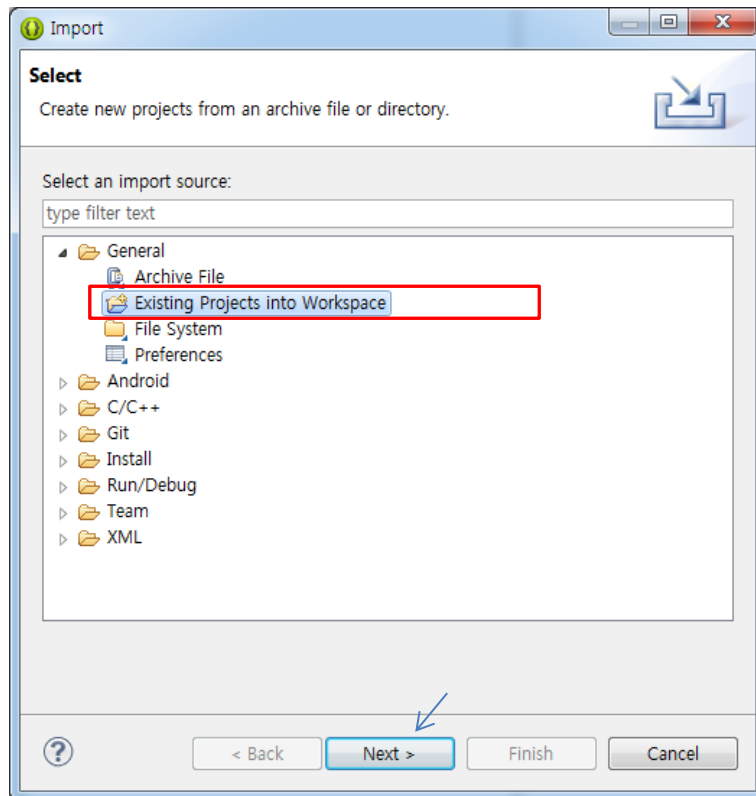 Import
Select
Create new projects from an archive file or directory.
Select an import source:
type filter text
General
Archive File
Existing Projects into Workspace
File System
Preferences
Android
C/C++
Git
Install
Run/Debug
Team
XML
< Back Next > Finish Cancel